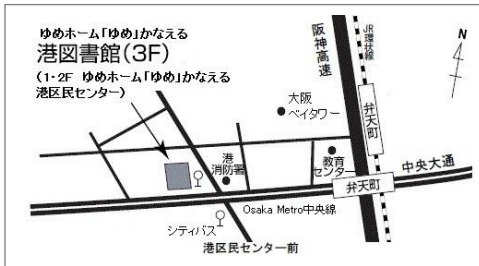 ゆめホーム「ゆめ」かなえる
港図書館(3F)
(1・2F ゆめホーム「ゆめ」かなえる
港区民センター)
阪神高速
JR環状線
N
大阪
ベイタワー
弁天町
港
消防署
教育
センター
中央大通
弁天町
Osaka Metro中央線
シティバス
港区民センター前